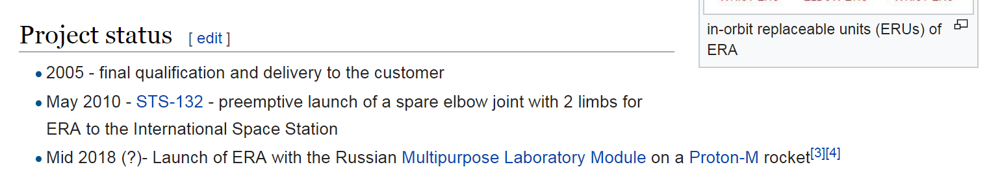 Project status [ edit ]
2005 - final qualification and delivery to the customer
May 2010 - STS-132 - preemptive launch of a spare elbow joint with 2 limbs for
ERA to the International Space Station
Mid 2018 (?)- Launch of ERA with the Russian Multipurpose Laboratory Module on a Proton-M rocket[3][4]
in-orbit replaceable units (ERUs) of
ERA